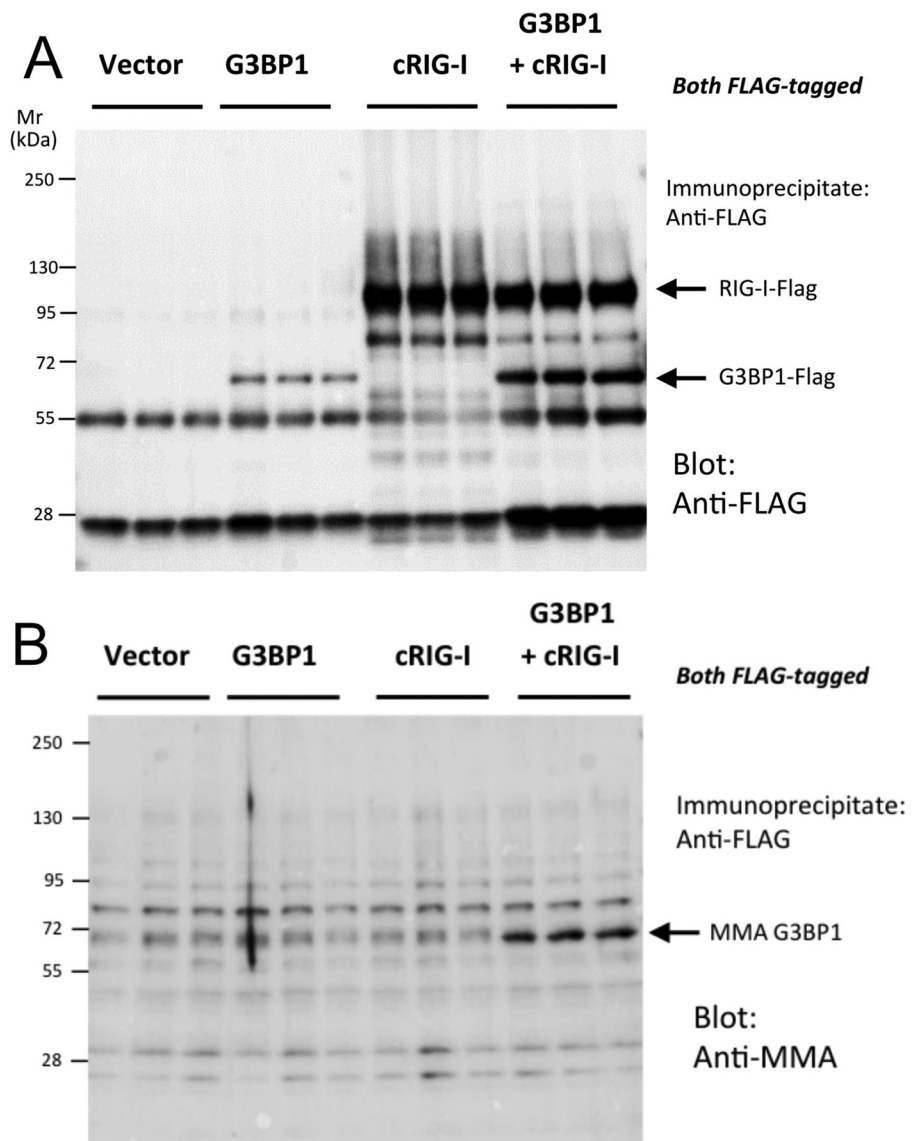 A
Vector
G3BP1
cRIG-I
G3BP1
+ cRIG-I
Both FLAG-tagged
Mr
(kDa)
250
130
95
72
55
28
Immunoprecipitate:
Anti-FLAG
RIG-I-Flag
G3BP1-Flag
Blot:
Anti-FLAG
B
Vector
G3BP1
cRIG-I
G3BP1
+ cRIG-I
Both FLAG-tagged
250
130
95
72
55
28
Immunoprecipitate:
Anti-FLAG
MMA G3BP1
Blot:
Anti-MMA